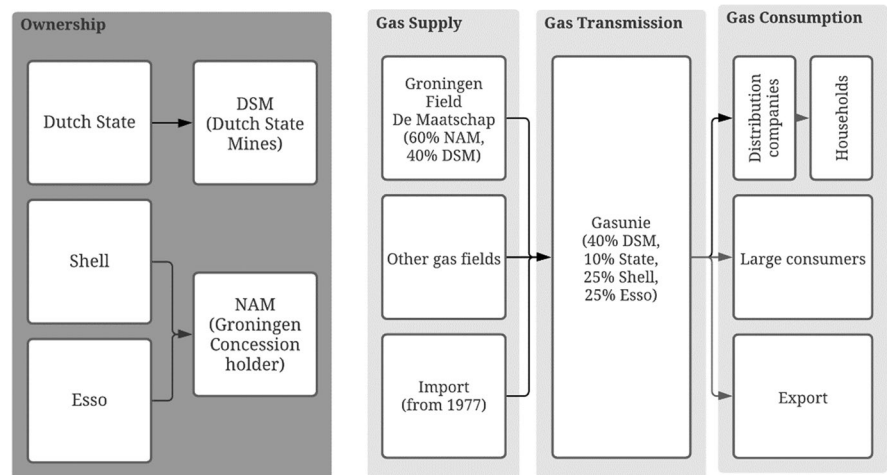 Ownership
Dutch State
DSM
(Dutch State
Mines)
Shell
Esso
NAM
(Groningen
Concession
holder)
Gas Supply
Groningen
Field
De Maatschap
(60% NAM,
40% DSM)
Other gas fields
Import
(from 1977)
Gas Transmission
Gasunie
(40% DSM,
10% State,
25% Shell,
25% Esso)
Gas Consumption
Distribution
companies
Households
Large consumers
Export